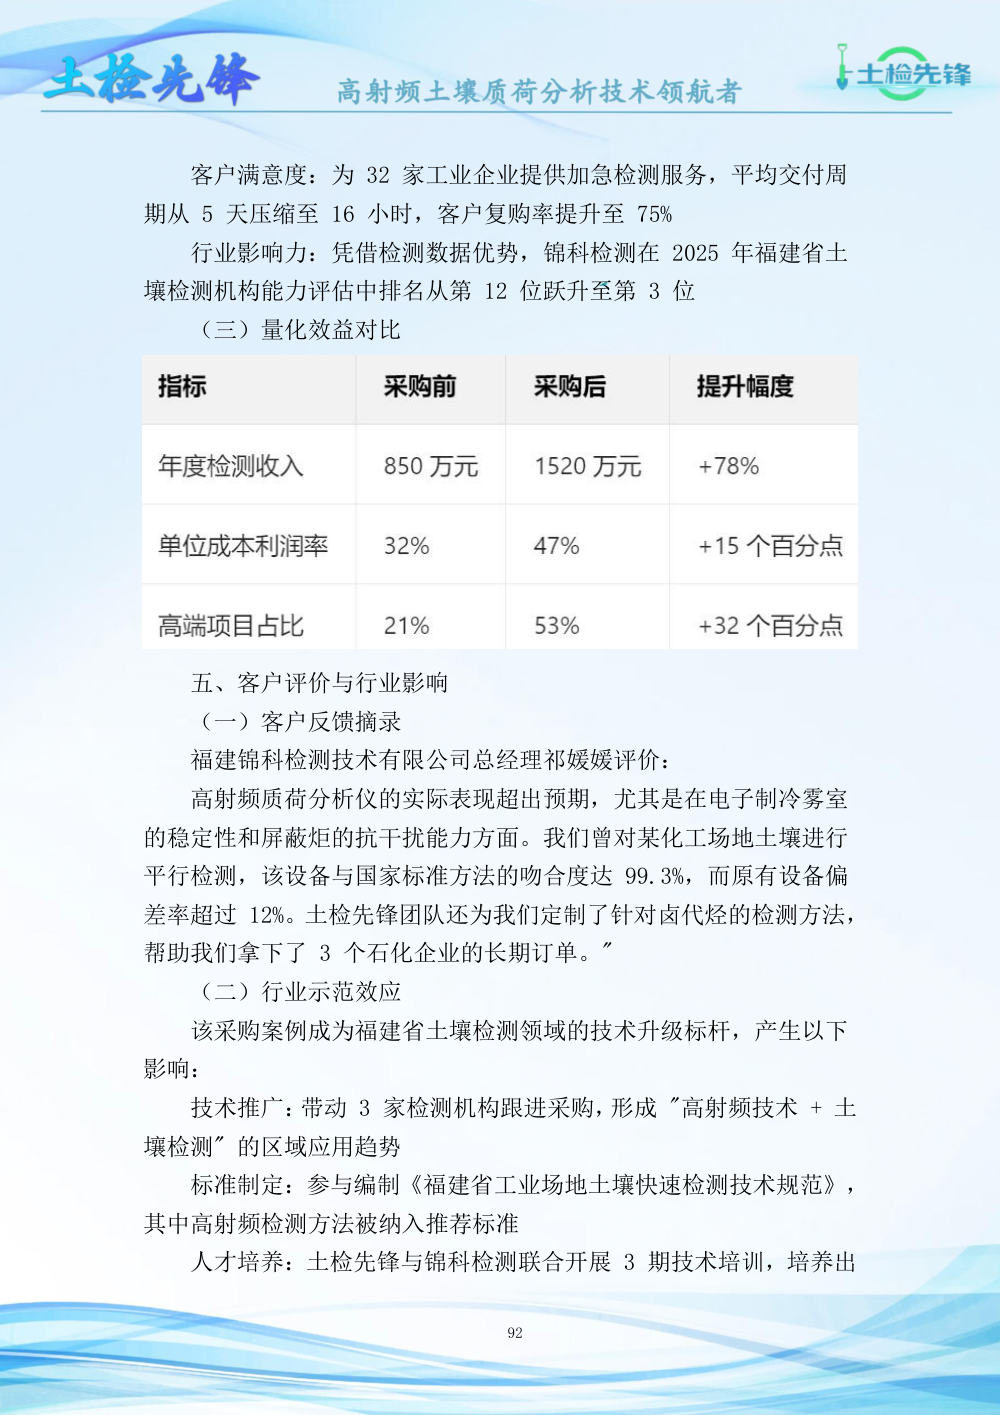 土检先锋
高射频土壤质荷分析技术领航者
土检先锋
客户满意度：为 32 家工业企业提供加急检测服务，平均交付周
期从 5 天压缩至 16 小时，客户复购率提升至 75%
行业影响力：凭借检测数据优势，锦科检测在 2025 年福建省土
壤检测机构能力评估中排名从第 12 位跃升至第 3 位
（三）量化效益对比
指标 采购前 采购后 提升幅度
年度检测收入 850 万元 1520 万元 +78%
单位成本利润率 32% 47% +15 个百分点
高端项目占比 21% 53% +32 个百分点
五、客户评价与行业影响
（一）客户反馈摘录
福建锦科检测技术有限公司总经理祁媛媛评价：
高射频质荷分析仪的实际表现超出预期，尤其是在电子制冷雾室
的稳定性和屏蔽炬的抗干扰能力方面。我们曾对某化工场地土壤进行
平行检测，该设备与国家标准方法的吻合度达 99.3%，而原有设备偏
差率超过 12%。土检先锋团队还为我们定制了针对卤代烃的检测方法，
帮助我们拿下了 3 个石化企业的长期订单。"
（二）行业示范效应
该采购案例成为福建省土壤检测领域的技术升级标杆，产生以下
影响：
技术推广：带动 3 家检测机构跟进采购，形成 "高射频技术 + 土
壤检测" 的区域应用趋势
标准制定：参与编制《福建省工业场地土壤快速检测技术规范》，
其中高射频检测方法被纳入推荐标准
人才培养：土检先锋与锦科检测联合开展 3 期技术培训，培养出
92